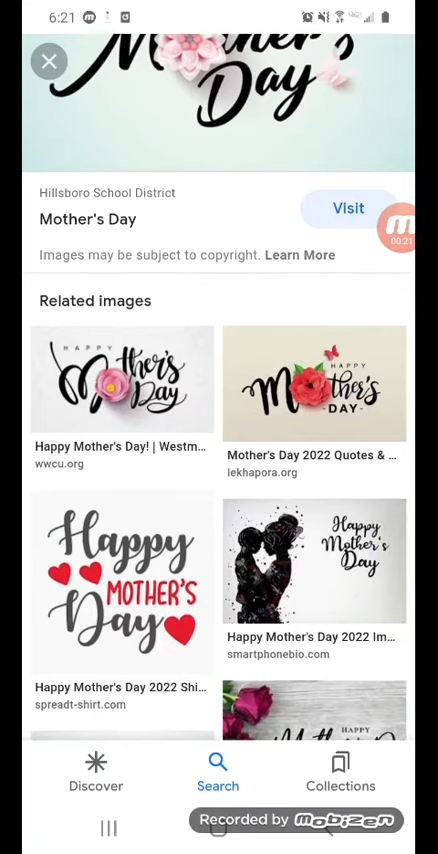 6:21
Mother's
Day
Hillsboro School District
Mother's Day
Visit
00:21
Images may be subject to copyright. Learn More
Related images
HAPPY
Mother's
Day
Happy Mother's Day! | Westm...
wwcu.org
HAPPY
Mother's
-DAY-
Mother's Day 2022 Quotes & ...
lekhapora.org
Happy
MOTHER'S
Day
Happy Mother's Day 2022 Shi...
spreadt-shirt.com
Happy
Mother's
Day
Happy Mother's Day 2022 Im...
smartphonebio.com
HAPPY
Discover
Search
Collections
Recorded by mobizen